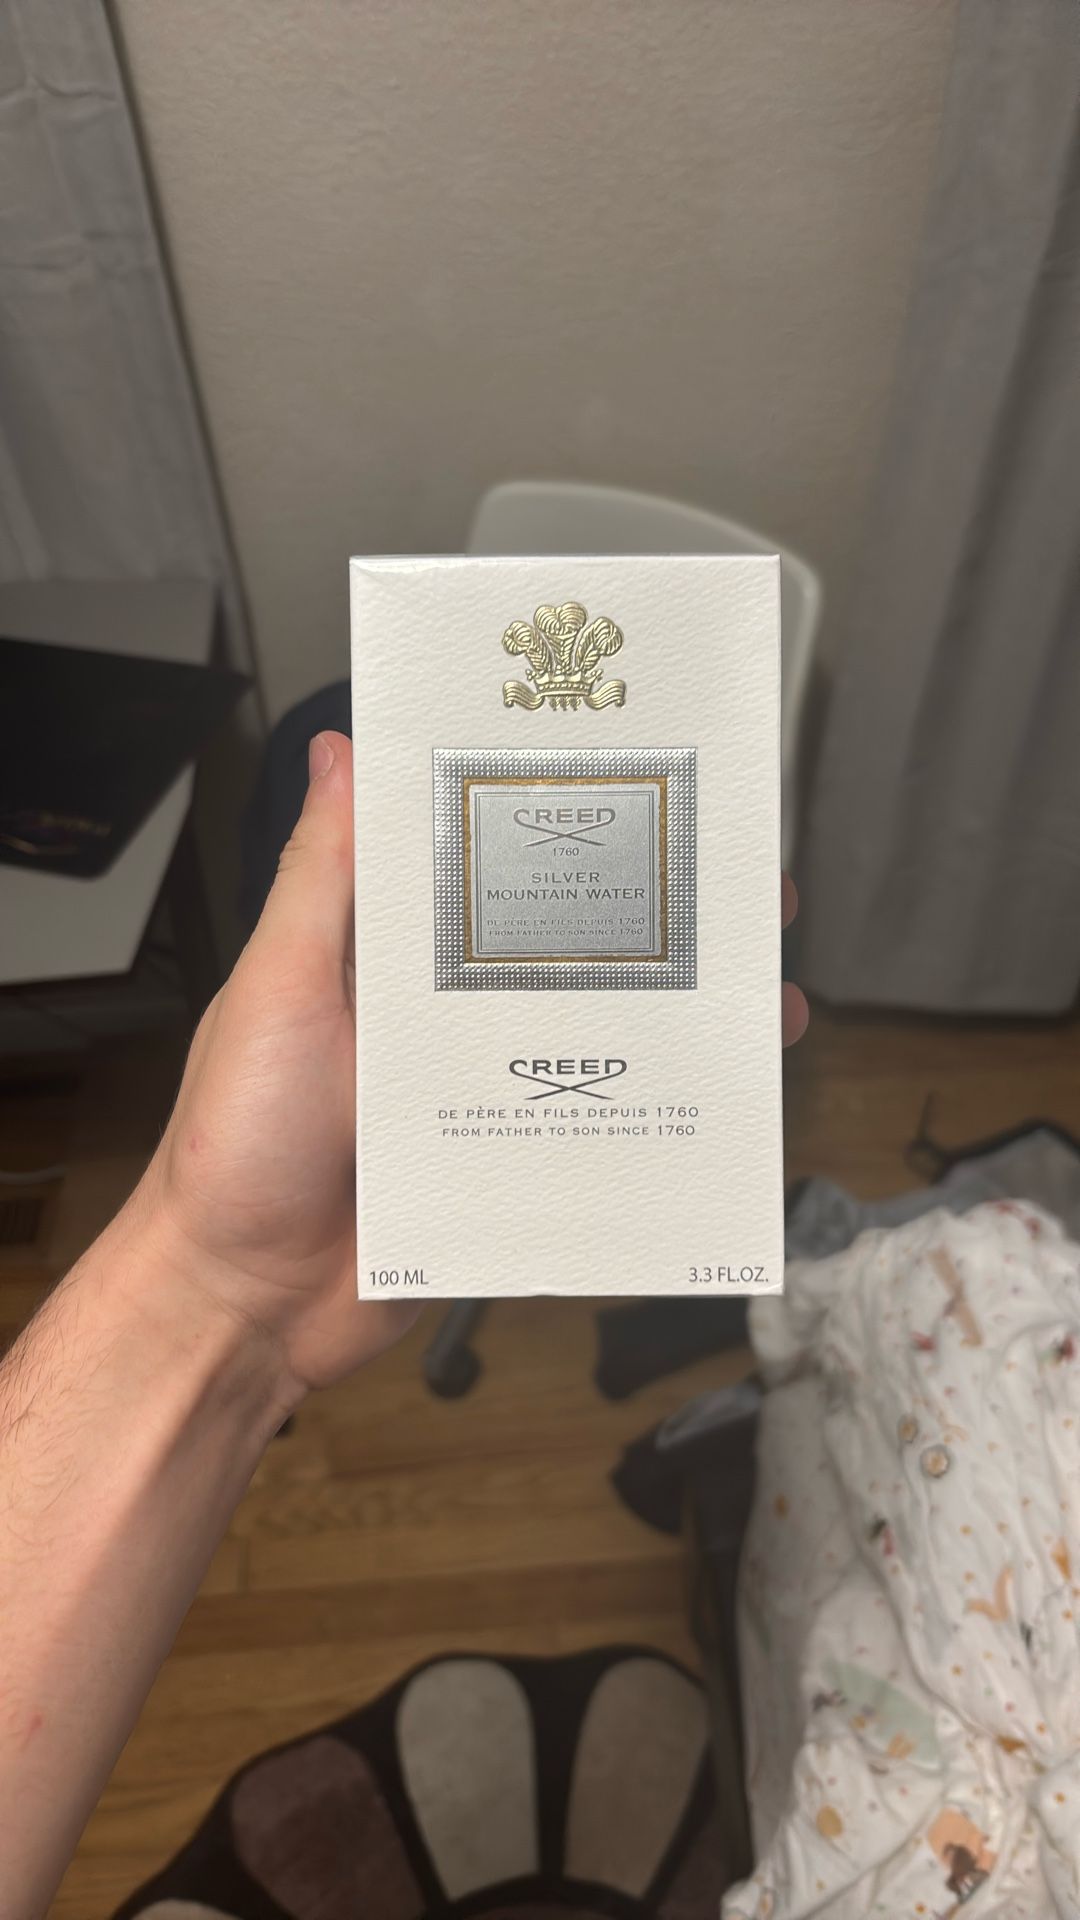 CREED
1760
SILVER
MOUNTAIN WATER
DE PÈRE EN FILS DEPUIS 1760
FROM FATHER TO SON SINCE 1760
CREED
DE PÈRE EN FILS DEPUIS 1760
FROM FATHER TO SON SINCE 1760
100 ML
3.3 FL.OZ.